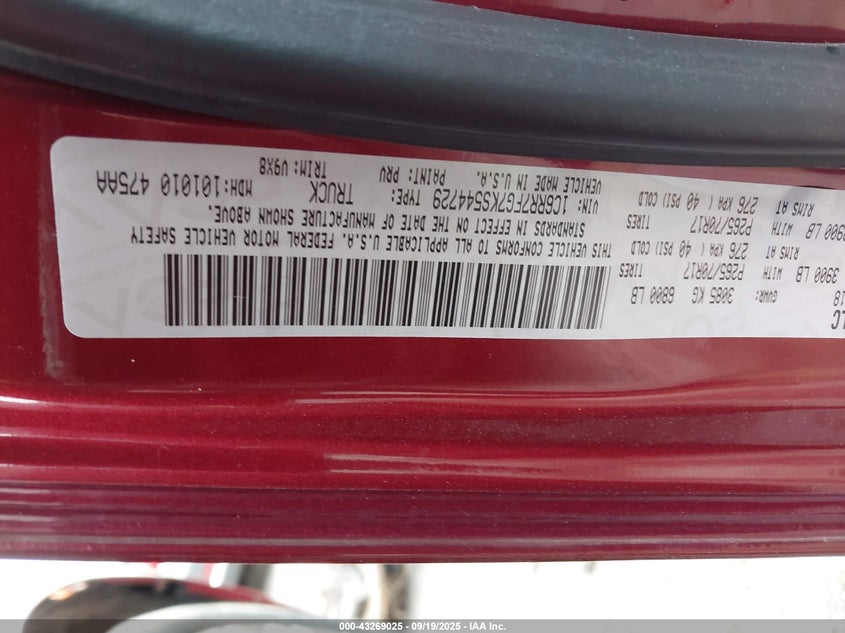 LC
18
GVWR: 3085 KG 6800 LB
3900 LB WITH P265/70R17 TIRES
RIMS AT 276 KPA ( 40 PSI) COLD
3900 LB WITH P265/70R17 TIRES
RIMS AT 276 KPA ( 40 PSI) COLD
THIS VEHICLE CONFORMS TO ALL APPLICABLE U.S.A. FEDERAL MOTOR VEHICLE SAFETY
STANDARDS IN EFFECT ON THE DATE OF MANUFACTURE SHOWN ABOVE.
VIN: 1C6RR7FG7KS544729 TYPE: TRUCK MDH:101010 475AA
VEHICLE MADE IN U.S.A. PAINT: PRV TRIM: V9X8
000-43269025 - 09/19/2025 - IAA Inc.